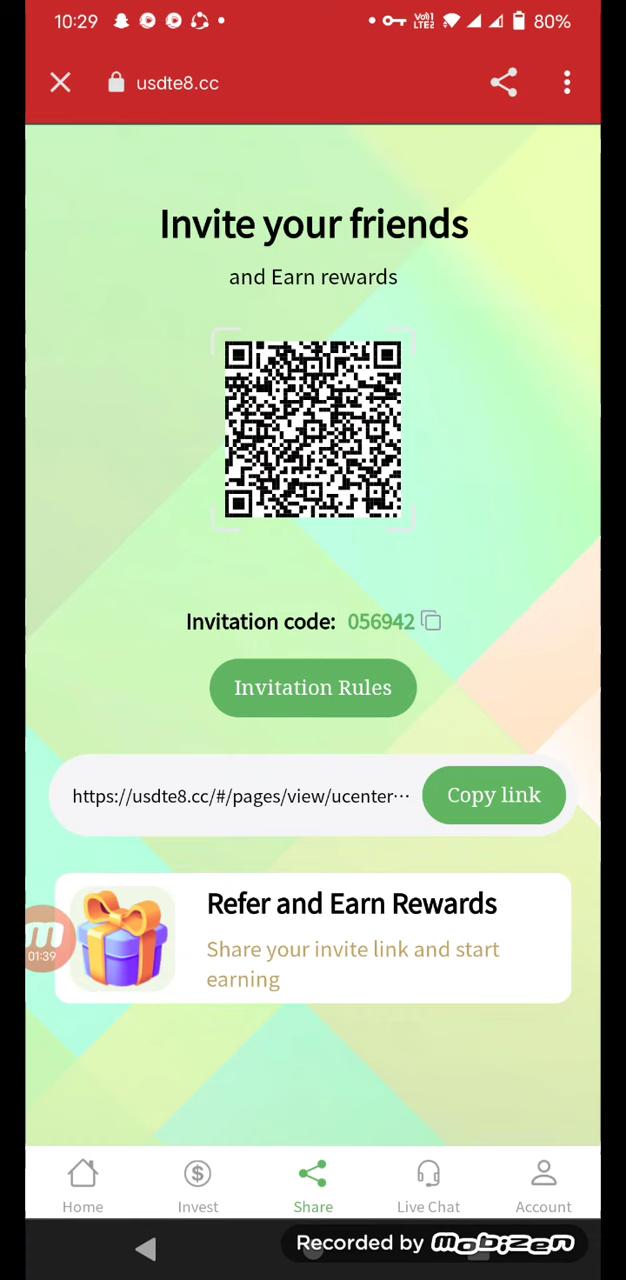 10:29 Vo)) LTE2 80%
usdte8.cc
Invite your friends
and Earn rewards
Invitation code: 056942
Invitation Rules
https://usdte8.cc/#/pages/view/ucenter··· Copy link
Refer and Earn Rewards
Share your invite link and start
earning
m
01:39
Home Invest Share Live Chat Account
Recorded by mobizen